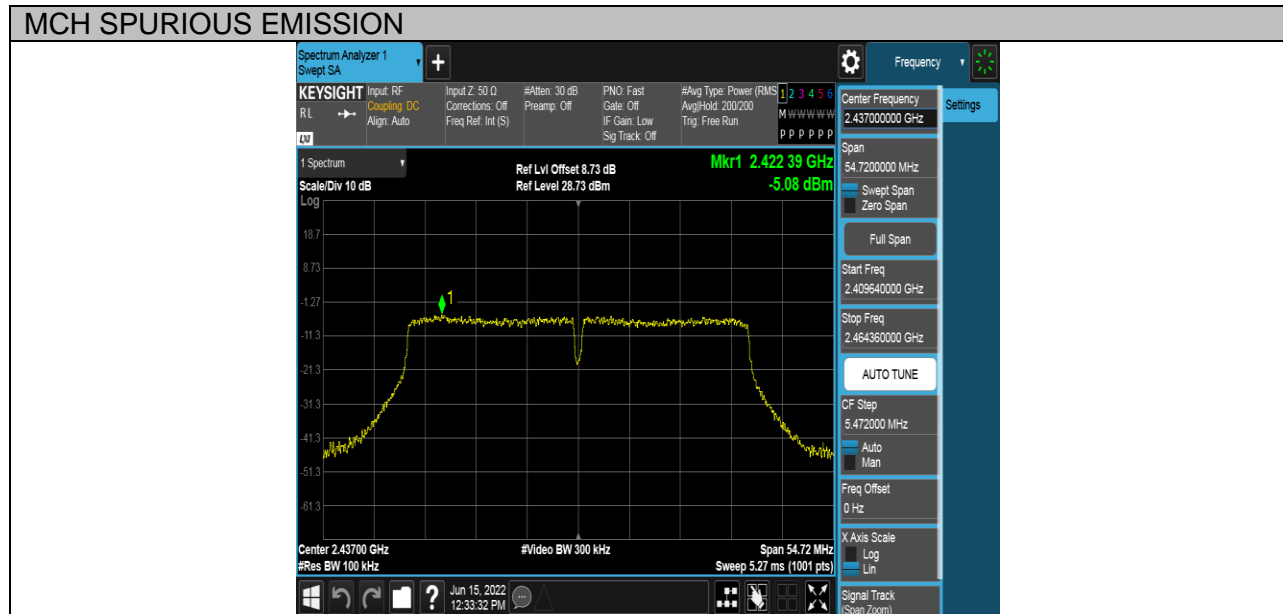 MCH SPURIOUS EMISSION
Spectrum Analyzer 1
Swept SA
+
Frequency
KEYSIGHT
RL
LXI
Input: RF
Coupling: DC
Align: Auto
Input Z: 50 Ω
Corrections: Off
Freq Ref: Int (S)
#Atten: 30 dB
Preamp: Off
PNO: Fast
Gate: Off
IF Gain: Low
Sig Track: Off
#Avg Type: Power (RMS
Avg|Hold: 200/200
Trig: Free Run
1 2 3 4 5 6
M W W W W W
P P P P P P
1 Spectrum
Scale/Div 10 dB
Log
Ref Lvl Offset 8.73 dB
Ref Level 28.73 dBm
Mkr1 2.422 39 GHz
-5.08 dBm
18.7
8.73
-1.27
-11.3
-21.3
-31.3
-41.3
-51.3
-61.3
1
Center 2.43700 GHz
#Res BW 100 kHz
#Video BW 300 kHz
Span 54.72 MHz
Sweep 5.27 ms (1001 pts)
?
Jun 15, 2022
12:33:32 PM
Center Frequency
2.437000000 GHz
Settings
Span
54.7200000 MHz
Swept Span
Zero Span
Full Span
Start Freq
2.409640000 GHz
Stop Freq
2.464360000 GHz
AUTO TUNE
CF Step
5.472000 MHz
Auto
Man
Freq Offset
0 Hz
X Axis Scale
Log
Lin
Signal Track
(Span Zoom)